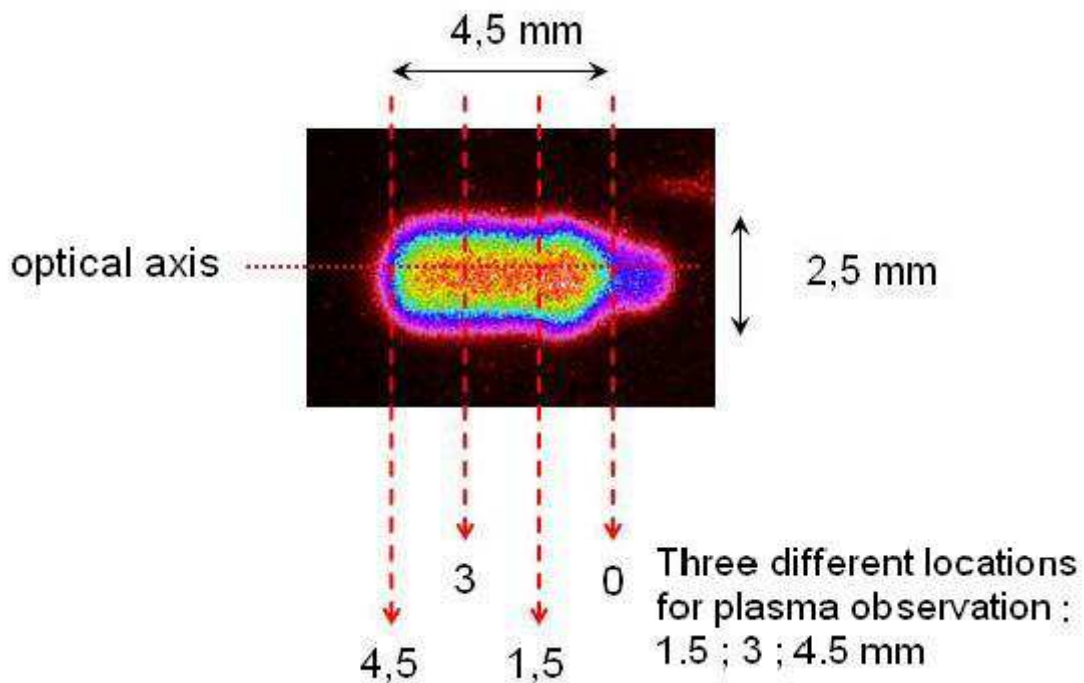 4,5 mm
optical axis
2,5 mm
3
0
4,5
1,5
Three different locations
for plasma observation :
1.5 ; 3 ; 4.5 mm